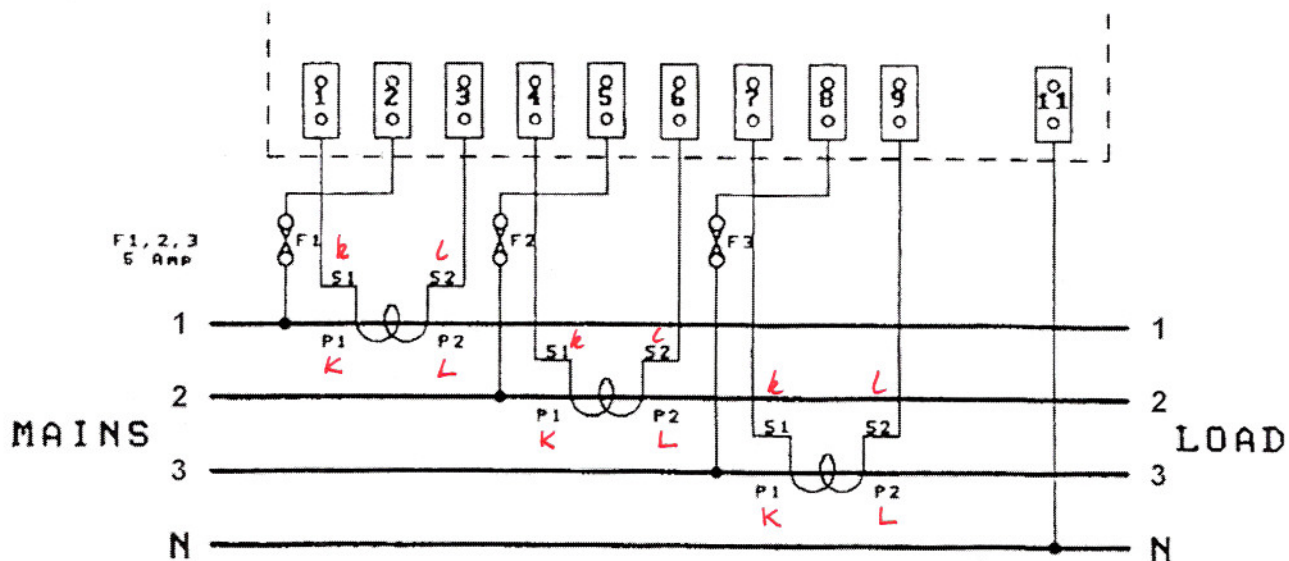 1 2 3 4 5 6 7 8 9 11
F1,2,3
5 Amp
F1 F2 F3
k l
S1 S2
1 1
P1 P2
K L
k l
S1 S2
2 2
P1 P2
K L
k l
MAINS S1 S2 LOAD
3 3
P1 P2
K L
N N